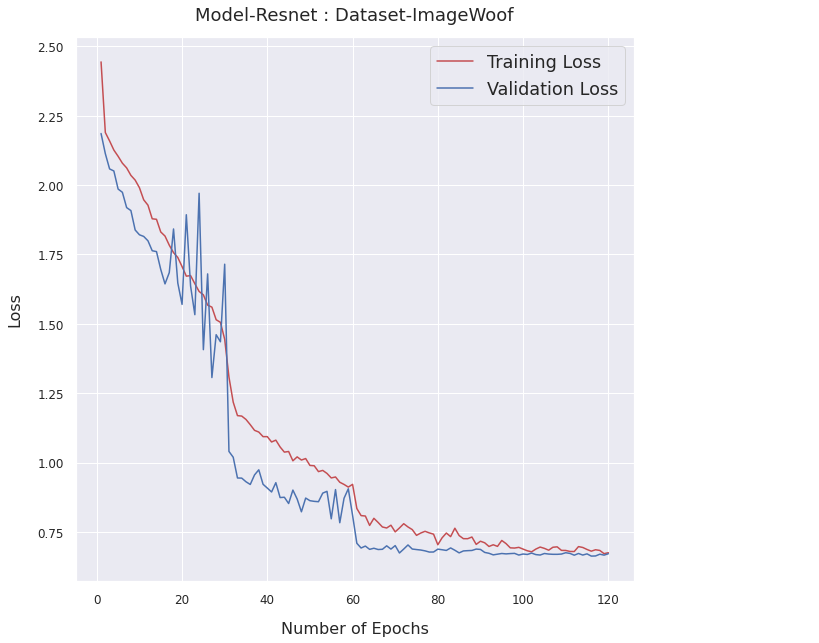 Model-Resnet : Dataset-ImageWoof
2.50
2.25
2.00
1.75
1.50
1.25
1.00
0.75
Loss
Training Loss
Validation Loss
0 20 40 60 80 100 120
Number of Epochs